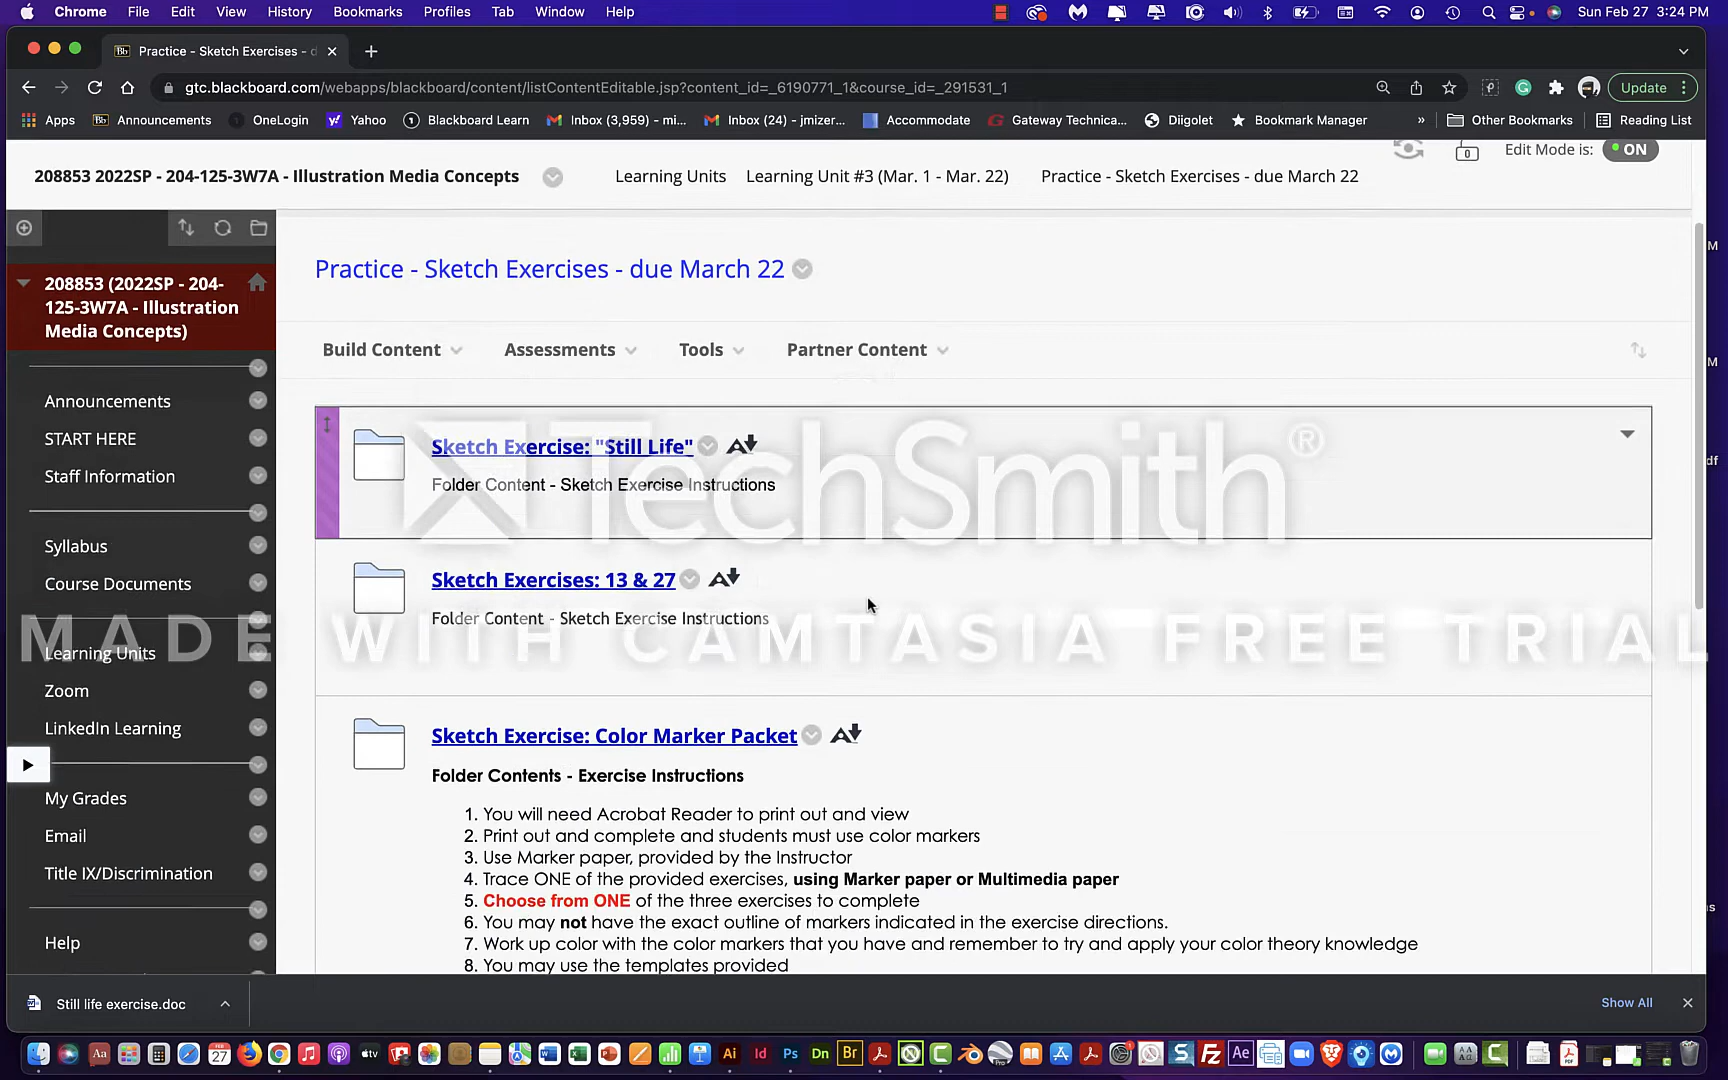 Chrome File Edit View History Bookmarks Profiles Tab Window Help Sun Feb 27 3:24 PM
Practice - Sketch Exercises - d
gtc.blackboard.com/webapps/blackboard/content/listContentEditable.jsp?content_id=_6190771_1&course_id=_291531_1 Update
Apps Announcements OneLogin Yahoo Blackboard Learn Inbox (3,959) - mi... Inbox (24) - jmizer... Accommodate Gateway Technica... Diigolet Bookmark Manager » Other Bookmarks Reading List
Edit Mode is: ON
208853 2022SP - 204-125-3W7A - Illustration Media Concepts Learning Units Learning Unit #3 (Mar. 1 - Mar. 22) Practice - Sketch Exercises - due March 22
208853 (2022SP - 204-
125-3W7A - Illustration
Media Concepts)
Announcements
START HERE
Staff Information
Syllabus
Course Documents
Learning Units
Zoom
LinkedIn Learning
My Grades
Email
Title IX/Discrimination
Help
Practice - Sketch Exercises - due March 22
Build Content Assessments Tools Partner Content
Sketch Exercise: "Still Life"
Folder Content - Sketch Exercise Instructions
TechSmith®
Sketch Exercises: 13 & 27
Folder Content - Sketch Exercise Instructions
MADE WITH CAMTASIA FREE TRIAL
Sketch Exercise: Color Marker Packet
Folder Contents - Exercise Instructions
1. You will need Acrobat Reader to print out and view
2. Print out and complete and students must use color markers
3. Use Marker paper, provided by the Instructor
4. Trace ONE of the provided exercises, using Marker paper or Multimedia paper
5. Choose from ONE of the three exercises to complete
6. You may not have the exact outline of markers indicated in the exercise directions.
7. Work up color with the color markers that you have and remember to try and apply your color theory knowledge
8. You may use the templates provided
Still life exercise.doc Show All